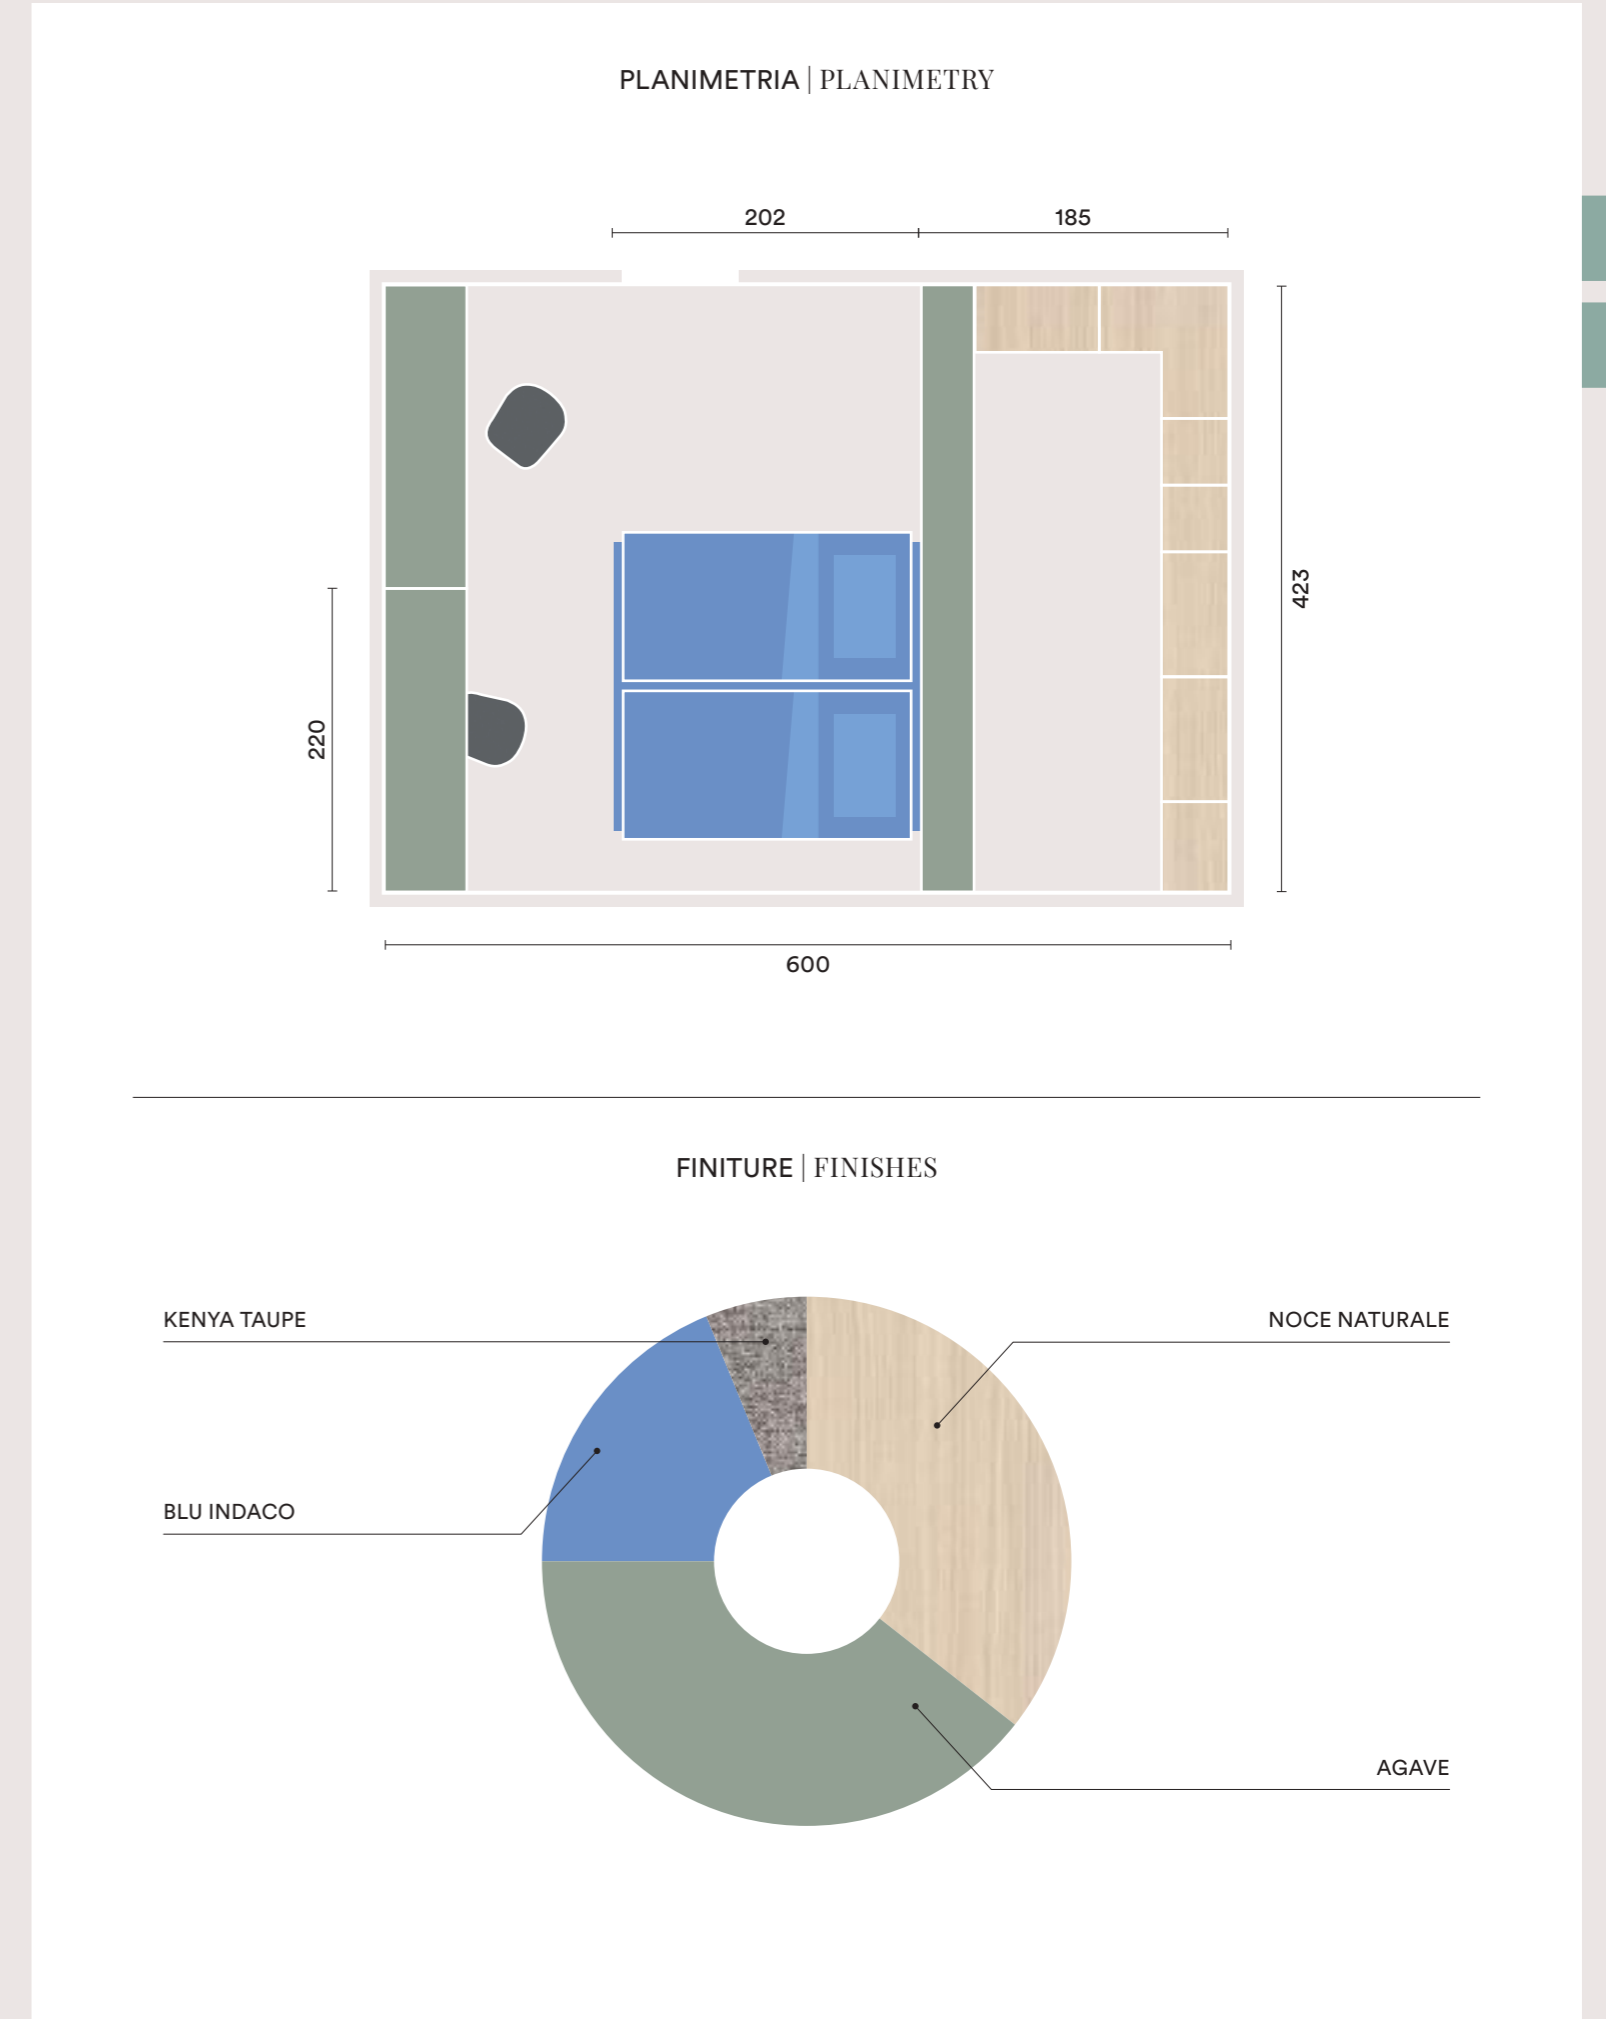 PLANIMETRIA | PLANIMETRY
202
185
423
220
600
FINITURE | FINISHES
KENYA TAUPE
NOCE NATURALE
BLU INDACO
AGAVE